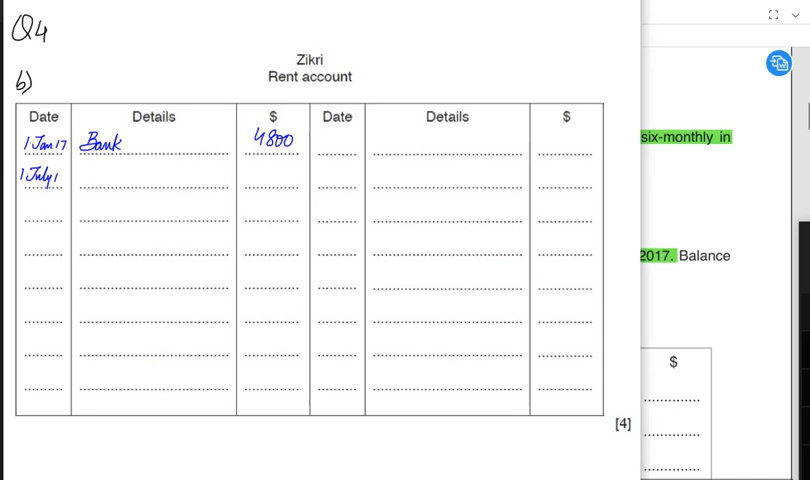 Q4
b)
Zikri
Rent account
Date Details $ Date Details $
1 Jan 17 Bank 4800
1 July 1
[4]
six-monthly in
2017. Balance
$